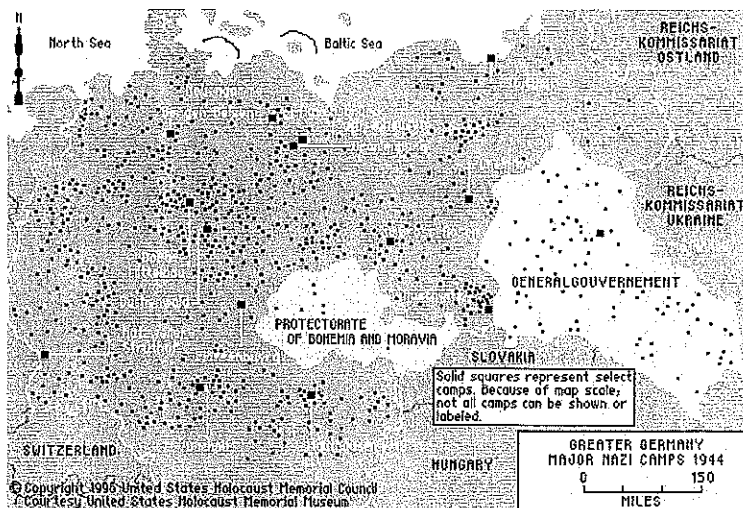 N
North Sea
Baltic Sea
REICHS-
KOMMISSARIAT
OSTLAND
REICHS-
KOMMISSARIAT
UKRAINE
GENERALGOUVERNEMENT
PROTECTORATE
OF BOHEMIA AND MORAVIA
SLOVAKIA
Solid squares represent select
camps. Because of map scale,
not all camps can be shown or
labeled.
SWITZERLAND
HUNGARY
GREATER GERMANY
MAJOR NAZI CAMPS 1944
0 150
MILES
© Copyright 1996 United States Holocaust Memorial Council
Courtesy United States Holocaust Memorial Museum